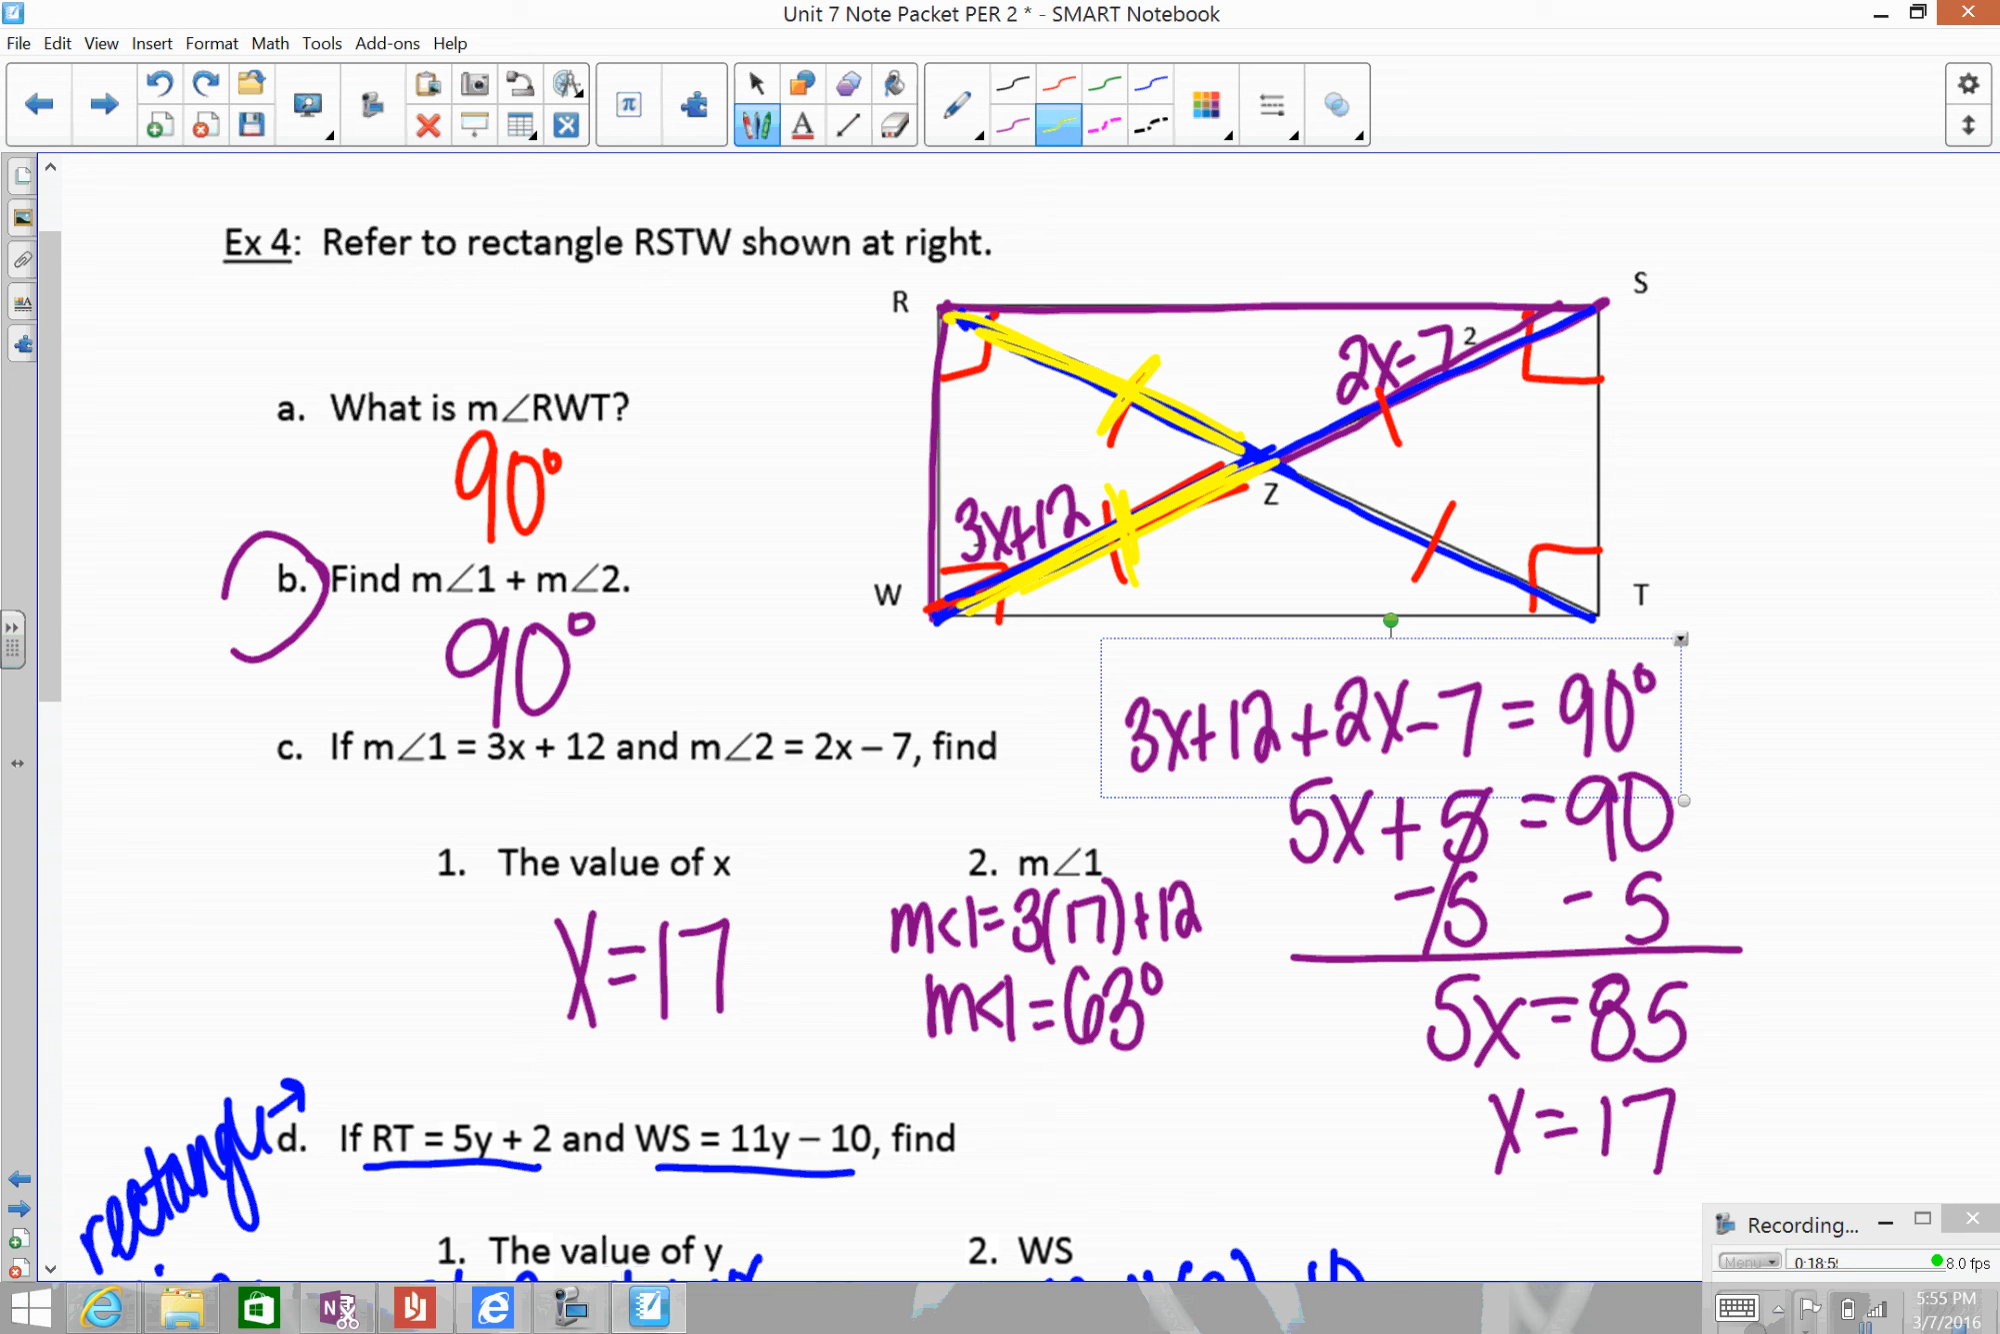 Unit 7 Note Packet PER 2 * - SMART Notebook
File Edit View Insert Format Math Tools Add-ons Help
Ex 4: Refer to rectangle RSTW shown at right.
R
S
2x-7
2
a. What is m∠RWT?
90°
Z
3x+12
b. Find m∠1 + m∠2.
W
T
90°
3x+12+2x-7=90°
c. If m∠1 = 3x + 12 and m∠2 = 2x – 7, find
5x+5=90
1. The value of x
2. m∠1
-5 -5
x=17
m<1=3(17)+12
m<1=63°
5x=85
x=17
rectangle
d. If RT = 5y + 2 and WS = 11y – 10, find
1. The value of y
2. WS
Recording...
Menu
0:18:5
8.0 fps
5:55 PM
3/7/2016